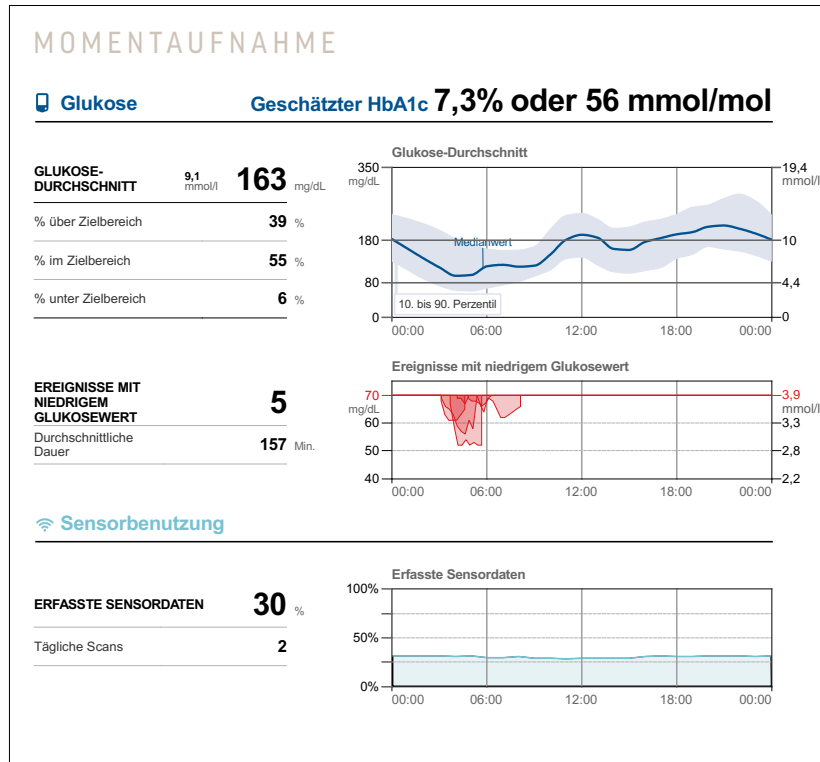 MOMENTAUFNAHME
Glukose
Geschätzter HbA1c 7,3% oder 56 mmol/mol
GLUKOSE-
DURCHSCHNITT
9,1
mmol/l
163 mg/dL
% über Zielbereich 39 %
% im Zielbereich 55 %
% unter Zielbereich 6 %
Glukose-Durchschnitt
350
mg/dL
180
80
0
19,4
mmol/l
10
4,4
0
Medianwert
10. bis 90. Perzentil
00:00 06:00 12:00 18:00 00:00
EREIGNISSE MIT
NIEDRIGEM
GLUKOSEWERT
5
Durchschnittliche
Dauer
157 Min.
Ereignisse mit niedrigem Glukosewert
70
mg/dL
60
50
40
3,9
mmol/l
3,3
2,8
2,2
00:00 06:00 12:00 18:00 00:00
Sensorbenutzung
ERFASSTE SENSORDATEN 30 %
Tägliche Scans 2
Erfasste Sensordaten
100%
50%
0%
00:00 06:00 12:00 18:00 00:00